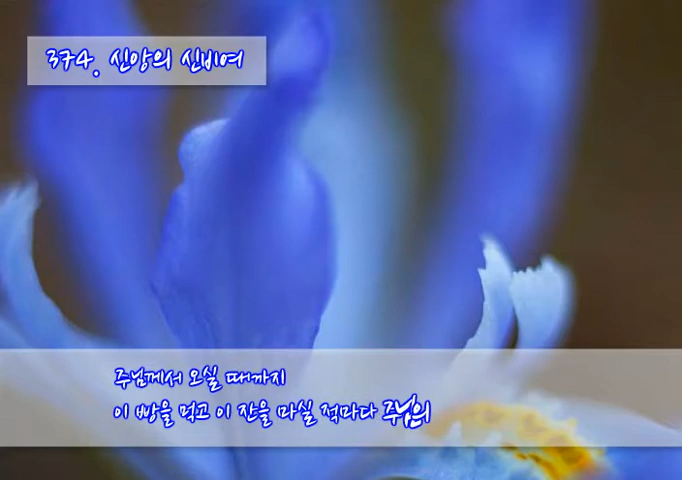 374. 신앙의 신비여
주님께서 오실 때까지
이 빵을 먹고 이 잔을 마실 적마다 주님의